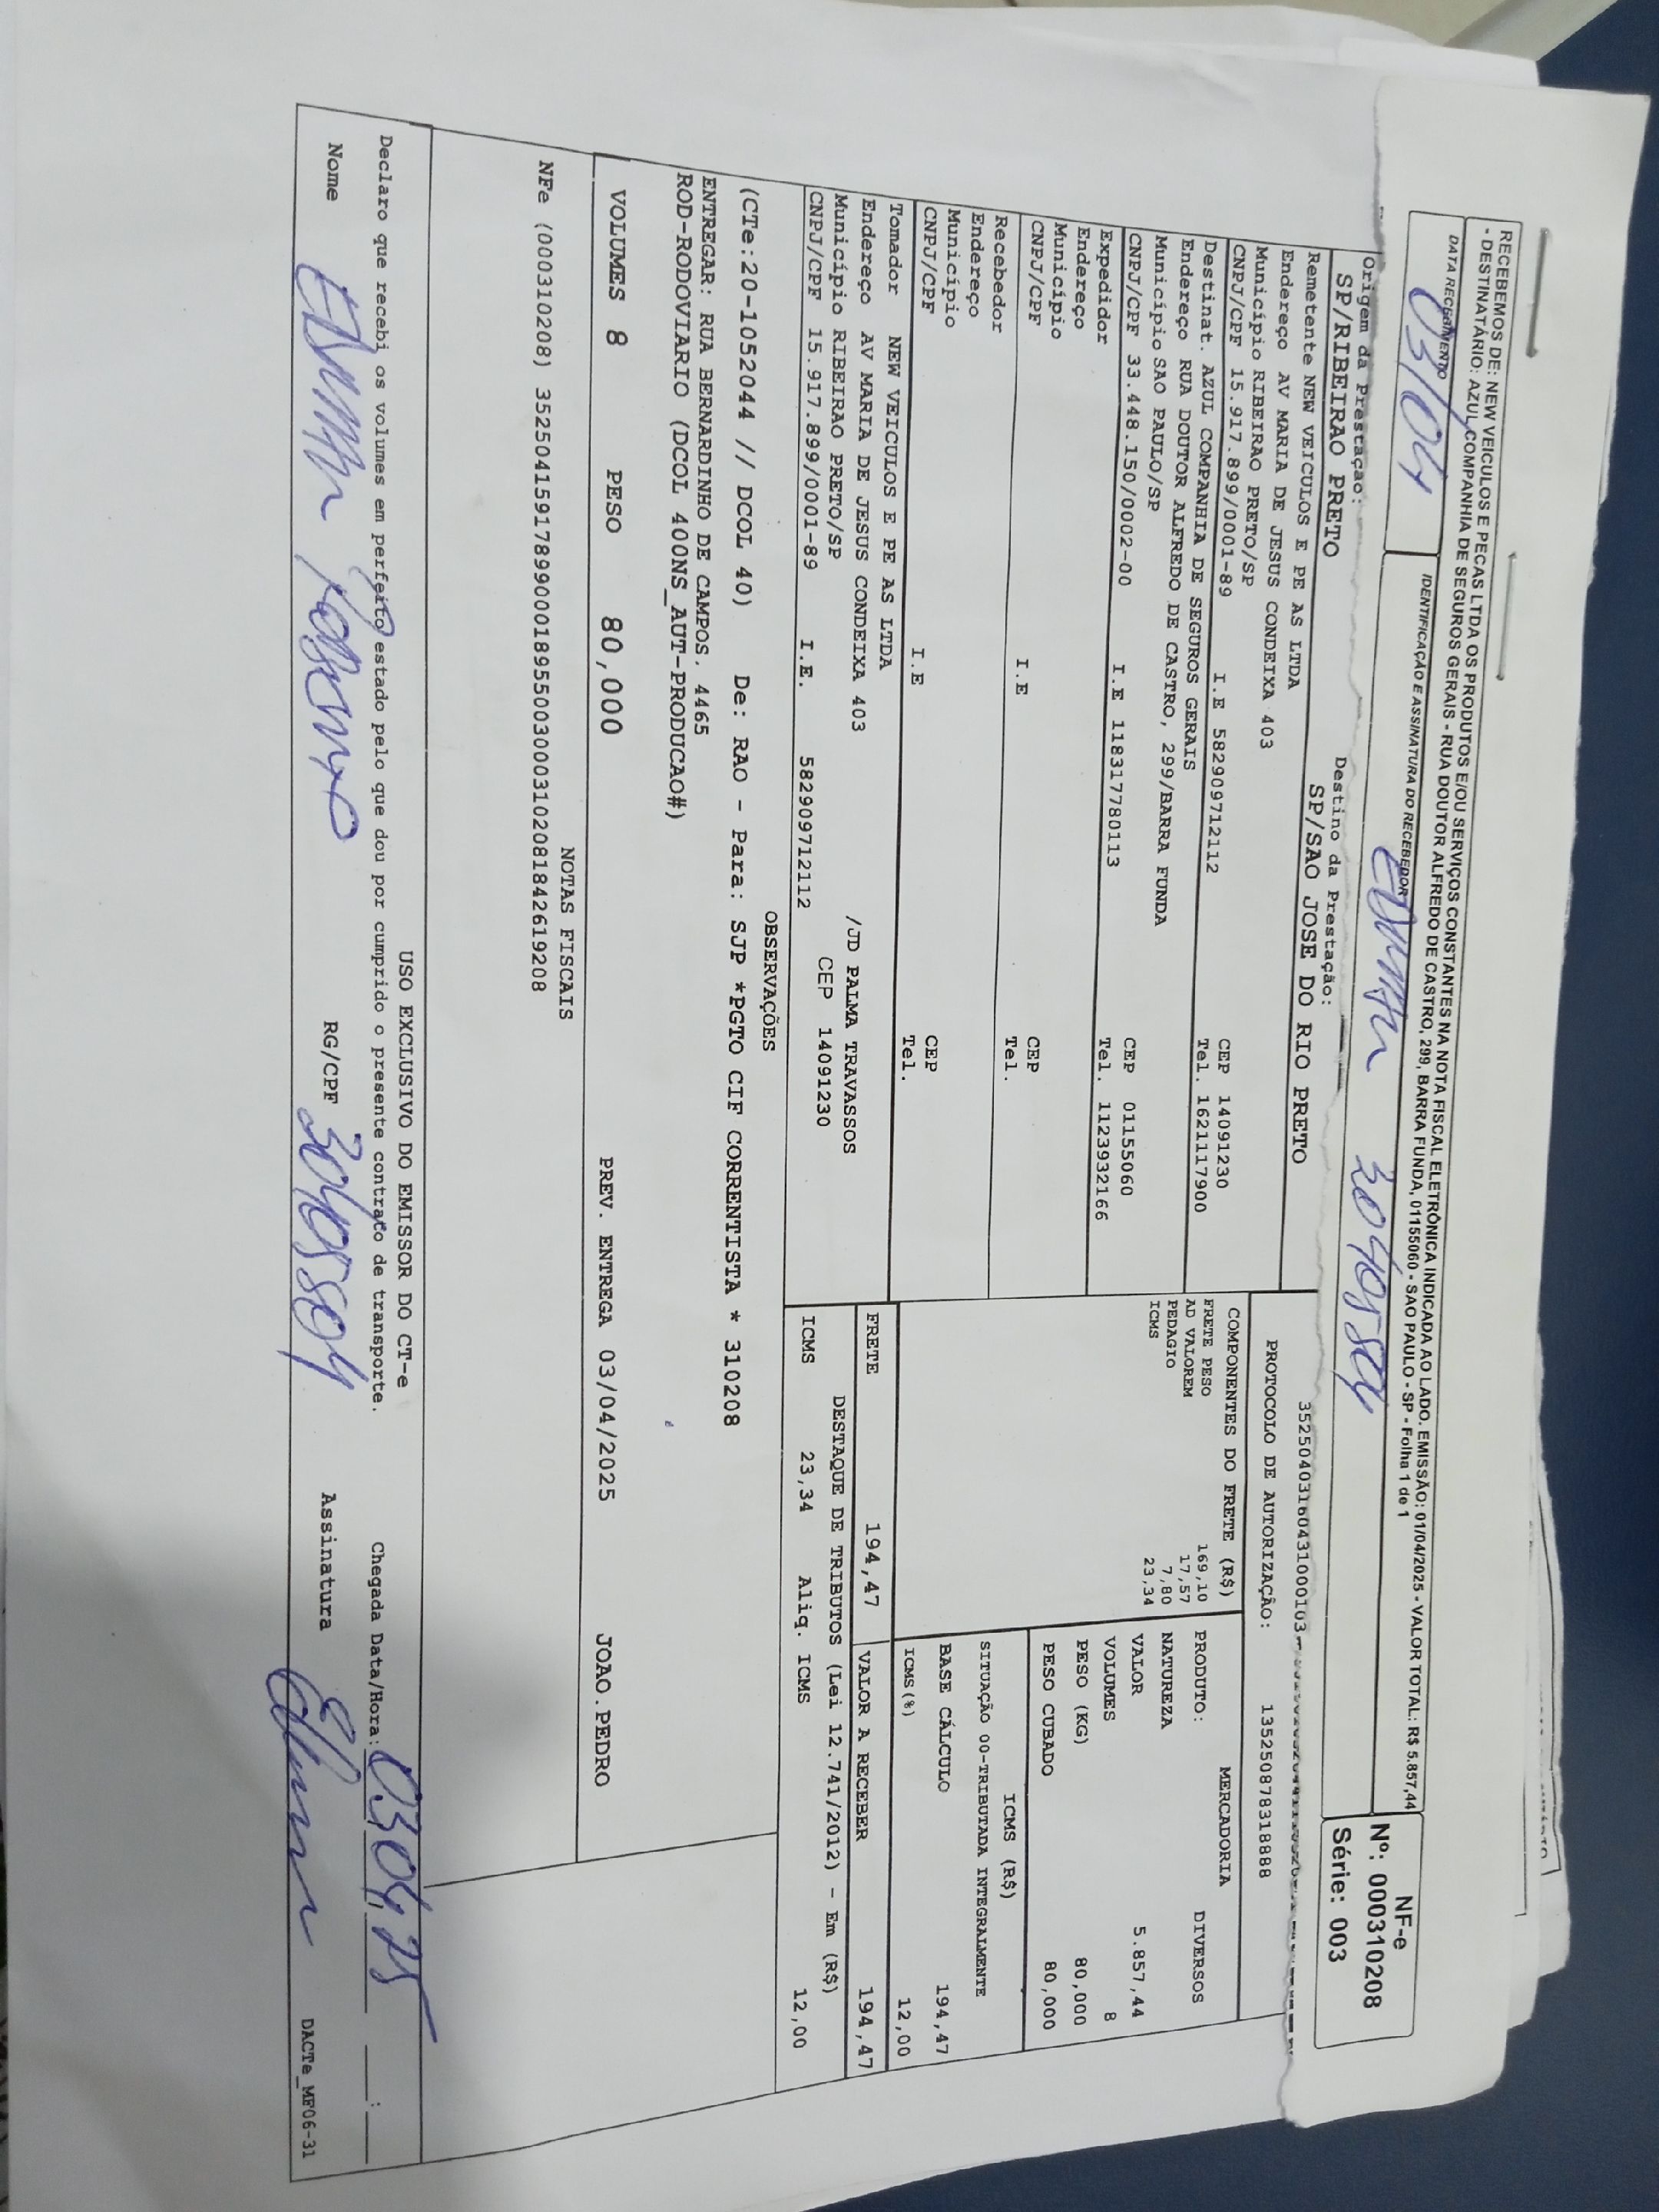 RECEBEMOS DE: NEW VEICULOS E PECAS LTDA OS PRODUTOS E/OU SERVIÇOS CONSTANTES NA NOTA FISCAL ELETRÔNICA INDICADA AO LADO. EMISSÃO: 01/04/2025 - VALOR TOTAL: R$ 5.857,44
- DESTINATÁRIO: AZUL COMPANHIA DE SEGUROS GERAIS - RUA DOUTOR ALFREDO DE CASTRO, 299, BARRA FUNDA, 01155060 - SAO PAULO - SP - Folha 1 de 1
DATA RECEBIMENTO
IDENTIFICAÇÃO E ASSINATURA DO RECEBEDOR
03/04
NF-e
Nº: 000310208
Série: 003
Origem da Prestação:
SP/RIBEIRAO PRETO
Destino da Prestação:
SP/SAO JOSE DO RIO PRETO
PROTOCOLO DE AUTORIZAÇÃO: 135250878318888
Remetente NEW VEICULOS E PE AS LTDA
Endereço AV MARIA DE JESUS CONDEIXA 403
Município RIBEIRAO PRETO/SP CEP 14091230
CNPJ/CPF 15.917.899/0001-89 I.E 582909712112 Tel. 1621117900
Destinat. AZUL COMPANHIA DE SEGUROS GERAIS
Endereço RUA DOUTOR ALFREDO DE CASTRO, 299/BARRA FUNDA
Município SAO PAULO/SP CEP 01155060
CNPJ/CPF 33.448.150/0002-00 I.E 118317780113 Tel. 1123932166
Expedidor
Endereço
Município CEP
CNPJ/CPF I.E Tel.
Recebedor
Endereço
Município CEP
CNPJ/CPF I.E Tel.
Tomador NEW VEICULOS E PE AS LTDA
Endereço AV MARIA DE JESUS CONDEIXA 403 /JD PALMA TRAVASSOS
Município RIBEIRAO PRETO/SP CEP 14091230
CNPJ/CPF 15.917.899/0001-89 I.E. 582909712112
COMPONENTES DO FRETE (R$)
FRETE PESO 169,10
AD VALOREM 17,57
PEDAGIO 7,80
ICMS 23,34
MERCADORIA
PRODUTO: DIVERSOS
NATUREZA
VALOR 5.857,44
VOLUMES 8
PESO (KG) 80,000
PESO CUBADO 80,000
ICMS (R$)
SITUAÇÃO 00-TRIBUTADA INTEGRALMENTE
BASE CÁLCULO 194,47
ICMS(%) 12,00
FRETE 194,47 VALOR A RECEBER 194,47
DESTAQUE DE TRIBUTOS (Lei 12.741/2012) - Em (R$)
ICMS 23,34 Aliq. ICMS 12,00
OBSERVAÇÕES
(CTe:20-1052044 // DCOL 40) De: RAO - Para: SJP *PGTO CIF CORRENTISTA * 310208
ENTREGAR: RUA BERNARDINHO DE CAMPOS, 4465
ROD-RODOVIARIO (DCOL 400NS_AUT-PRODUCAO#)
VOLUMES 8 PESO 80,000 PREV. ENTREGA 03/04/2025 JOAO.PEDRO
NOTAS FISCAIS
NFe (000310208) 35250415917899000189550030003102081842619208
USO EXCLUSIVO DO EMISSOR DO CT-e
Declaro que recebi os volumes em perfeito estado pelo que dou por cumprido o presente contrato de transporte. Chegada Data/Hora: 03 04 25 :
Nome RG/CPF Assinatura
DACTe_MF06-31